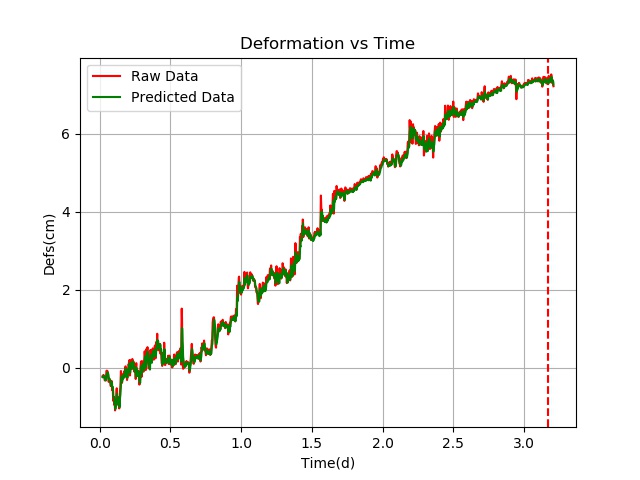 Deformation vs Time
Raw Data
Predicted Data
Defs(cm)
6
4
2
0
0.0 0.5 1.0 1.5 2.0 2.5 3.0
Time(d)